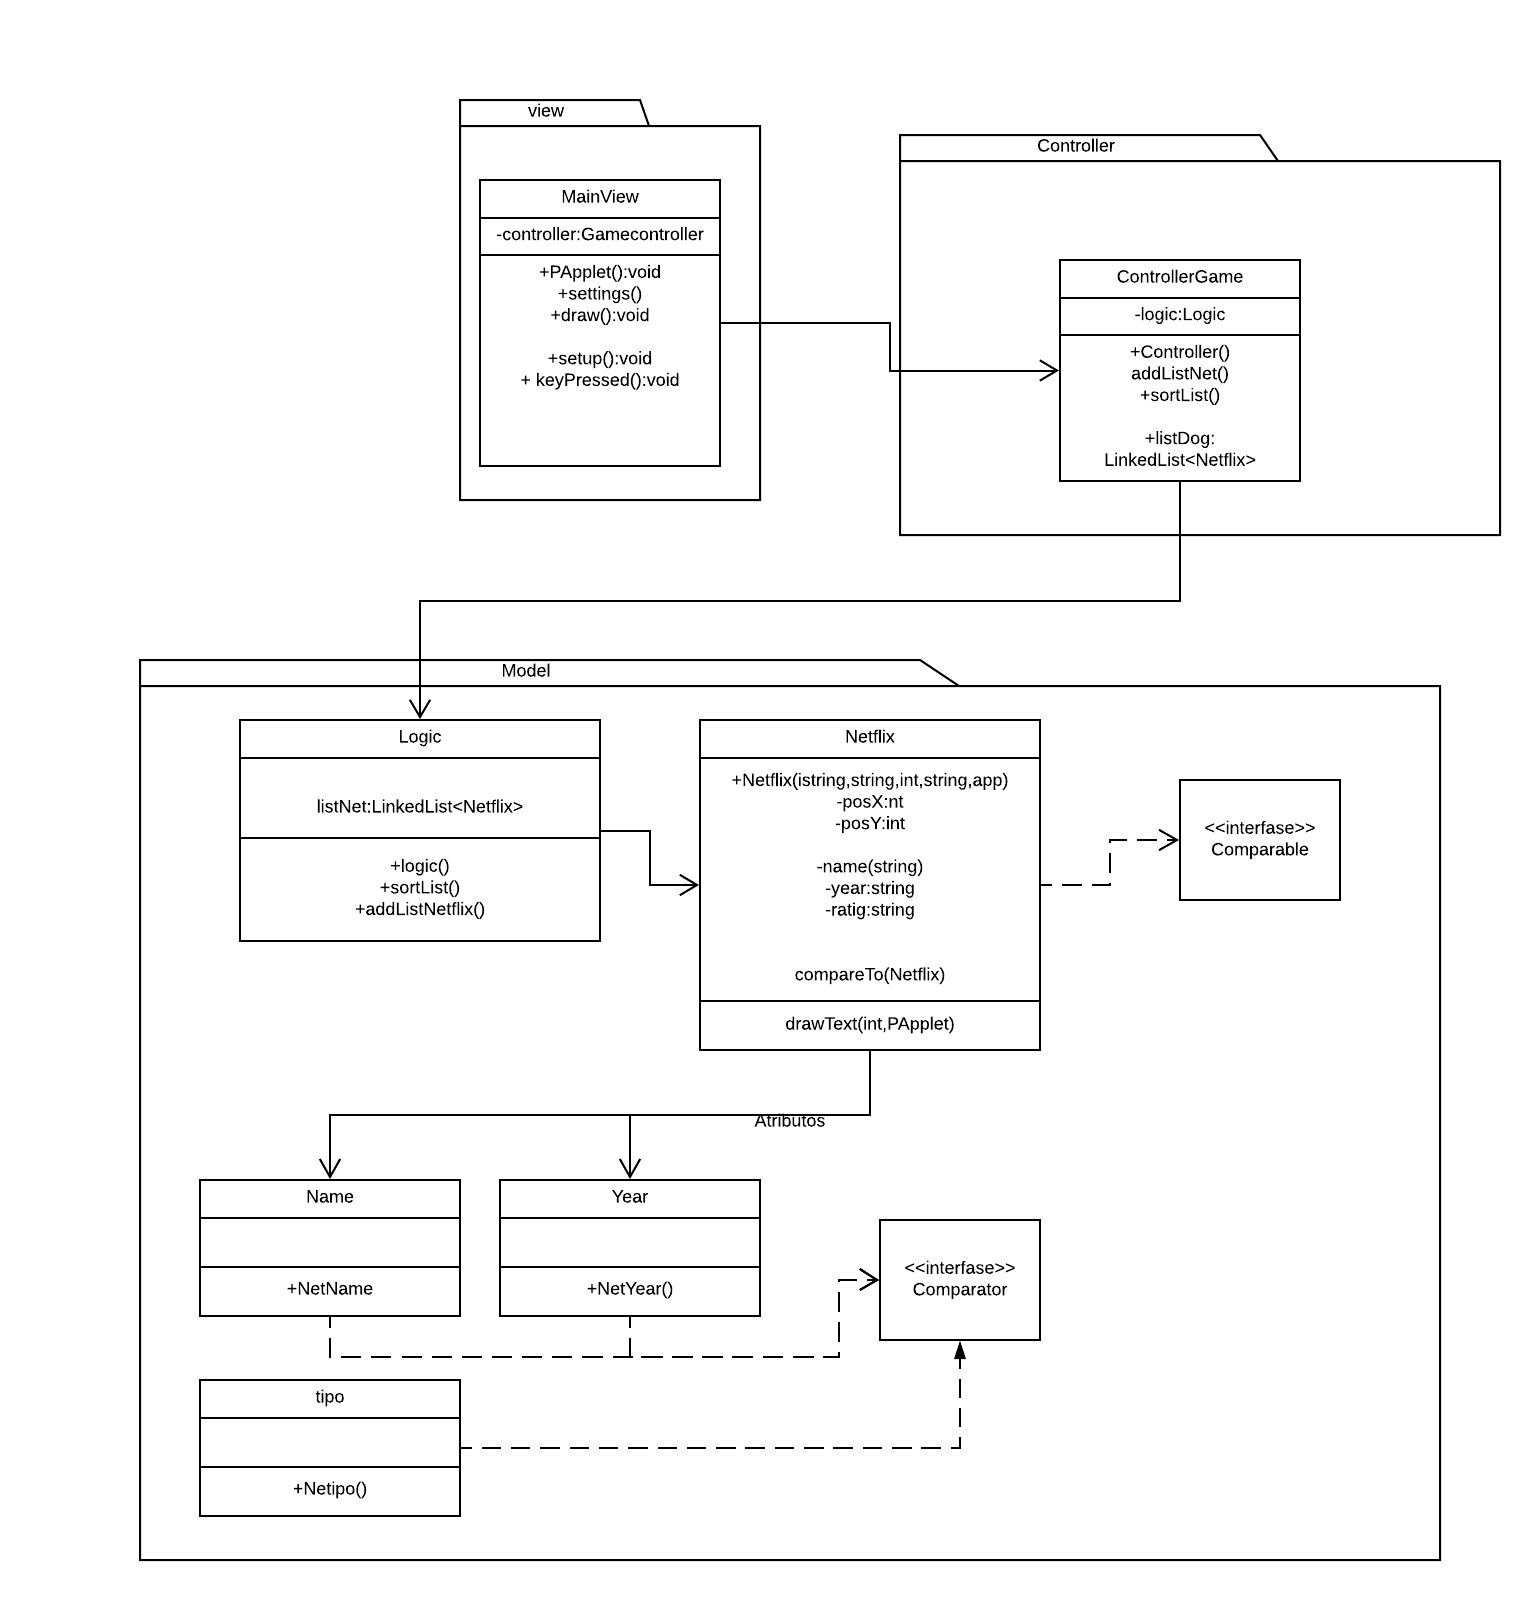 view
MainView
-controller:Gamecontroller
+PApplet():void
+settings()
+draw():void
+setup():void
+ keyPressed():void
Controller
ControllerGame
-logic:Logic
+Controller()
addListNet()
+sortList()
+listDog:
LinkedList<Netflix>
Model
Logic
listNet:LinkedList<Netflix>
+logic()
+sortList()
+addListNetflix()
Netflix
+Netflix(istring,string,int,string,app)
-posX:nt
-posY:int
-name(string)
-year:string
-ratig:string
compareTo(Netflix)
drawText(int,PApplet)
<<interfase>>
Comparable
Atributos
Name
+NetName
Year
+NetYear()
<<interfase>>
Comparator
tipo
+Netipo()